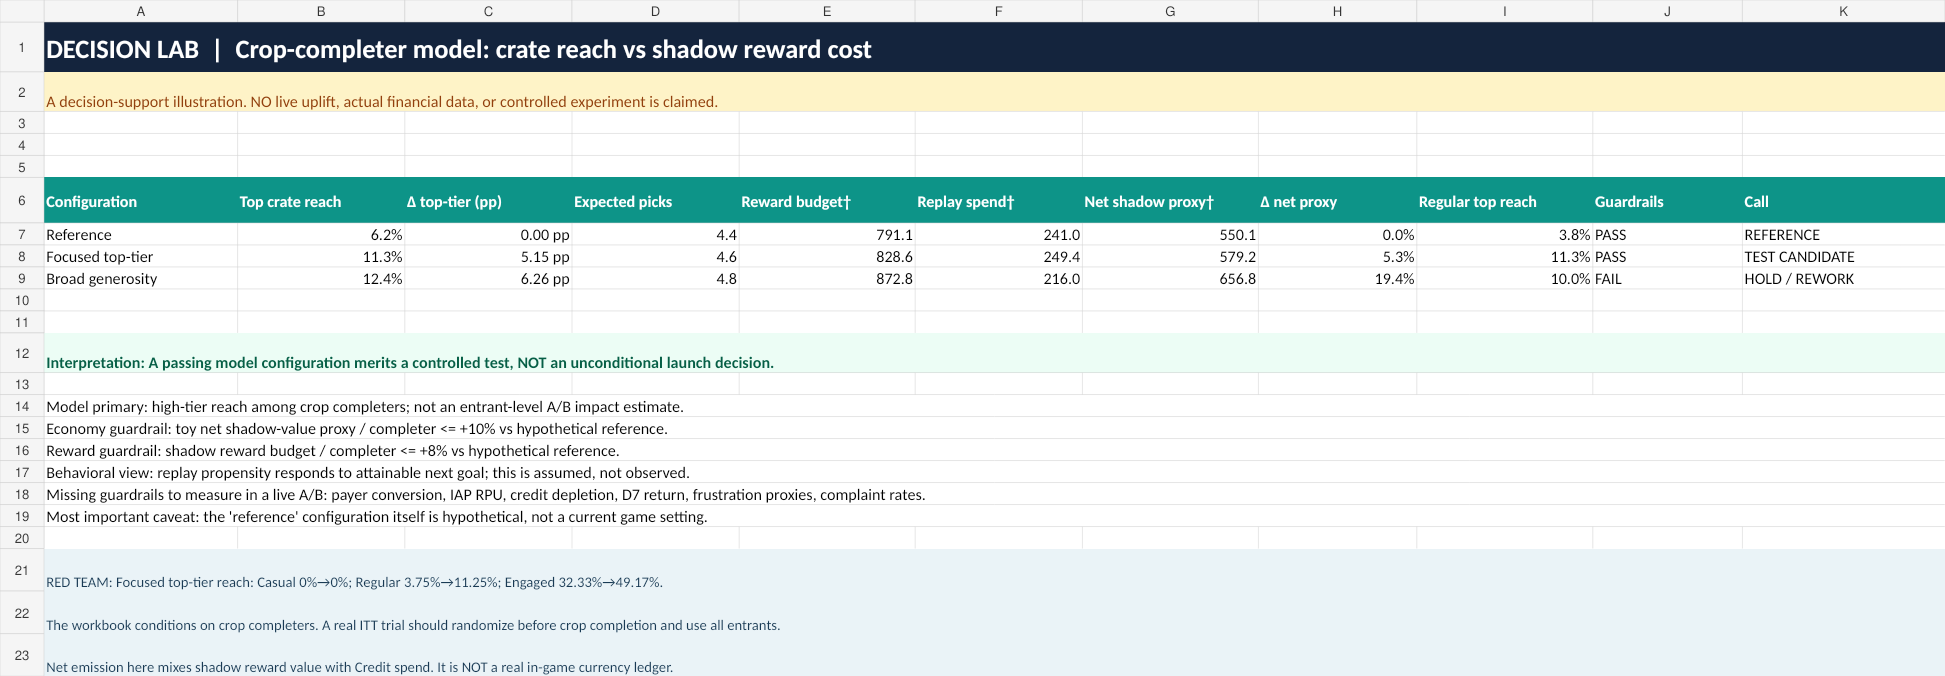 A B C D E F G H I J K
1 DECISION LAB | Crop-completer model: crate reach vs shadow reward cost
2 A decision-support illustration. NO live uplift, actual financial data, or controlled experiment is claimed.
3
4
5
6 Configuration Top crate reach Δ top-tier (pp) Expected picks Reward budget† Replay spend† Net shadow proxy† Δ net proxy Regular top reach Guardrails Call
7 Reference 6.2% 0.00 pp 4.4 791.1 241.0 550.1 0.0% 3.8% PASS REFERENCE
8 Focused top-tier 11.3% 5.15 pp 4.6 828.6 249.4 579.2 5.3% 11.3% PASS TEST CANDIDATE
9 Broad generosity 12.4% 6.26 pp 4.8 872.8 216.0 656.8 19.4% 10.0% FAIL HOLD / REWORK
10
11
12 Interpretation: A passing model configuration merits a controlled test, NOT an unconditional launch decision.
13
14 Model primary: high-tier reach among crop completers; not an entrant-level A/B impact estimate.
15 Economy guardrail: toy net shadow-value proxy / completer <= +10% vs hypothetical reference.
16 Reward guardrail: shadow reward budget / completer <= +8% vs hypothetical reference.
17 Behavioral view: replay propensity responds to attainable next goal; this is assumed, not observed.
18 Missing guardrails to measure in a live A/B: payer conversion, IAP RPU, credit depletion, D7 return, frustration proxies, complaint rates.
19 Most important caveat: the 'reference' configuration itself is hypothetical, not a current game setting.
20
21 RED TEAM: Focused top-tier reach: Casual 0%→0%; Regular 3.75%→11.25%; Engaged 32.33%→49.17%.
22 The workbook conditions on crop completers. A real ITT trial should randomize before crop completion and use all entrants.
23 Net emission here mixes shadow reward value with Credit spend. It is NOT a real in-game currency ledger.